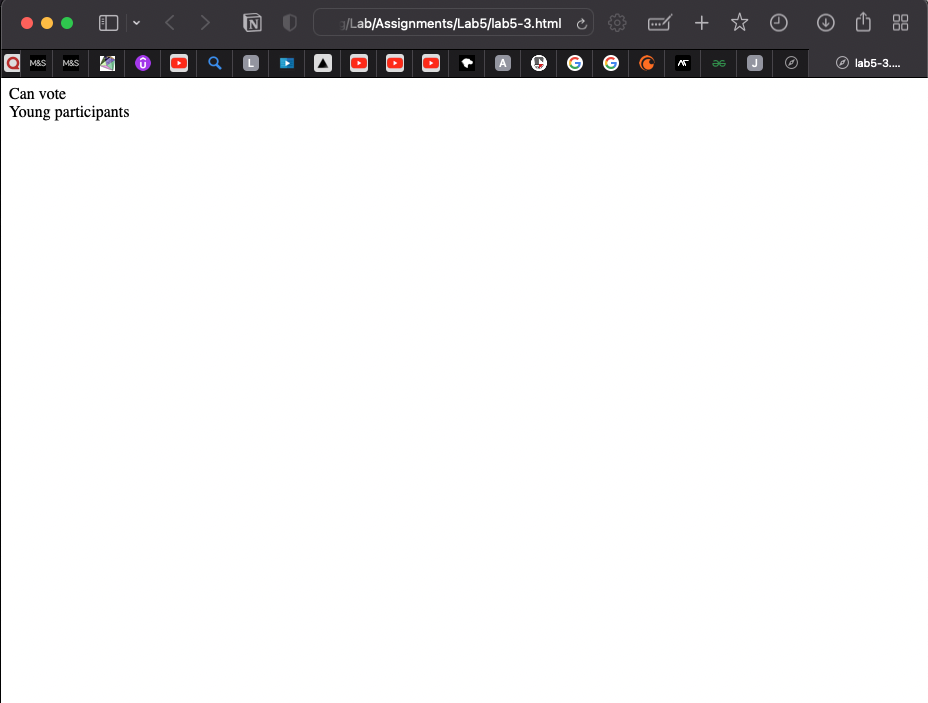 g/Lab/Assignments/Lab5/lab5-3.html
M&S
M&S
L
A
J
lab5-3....
Can vote
Young participants